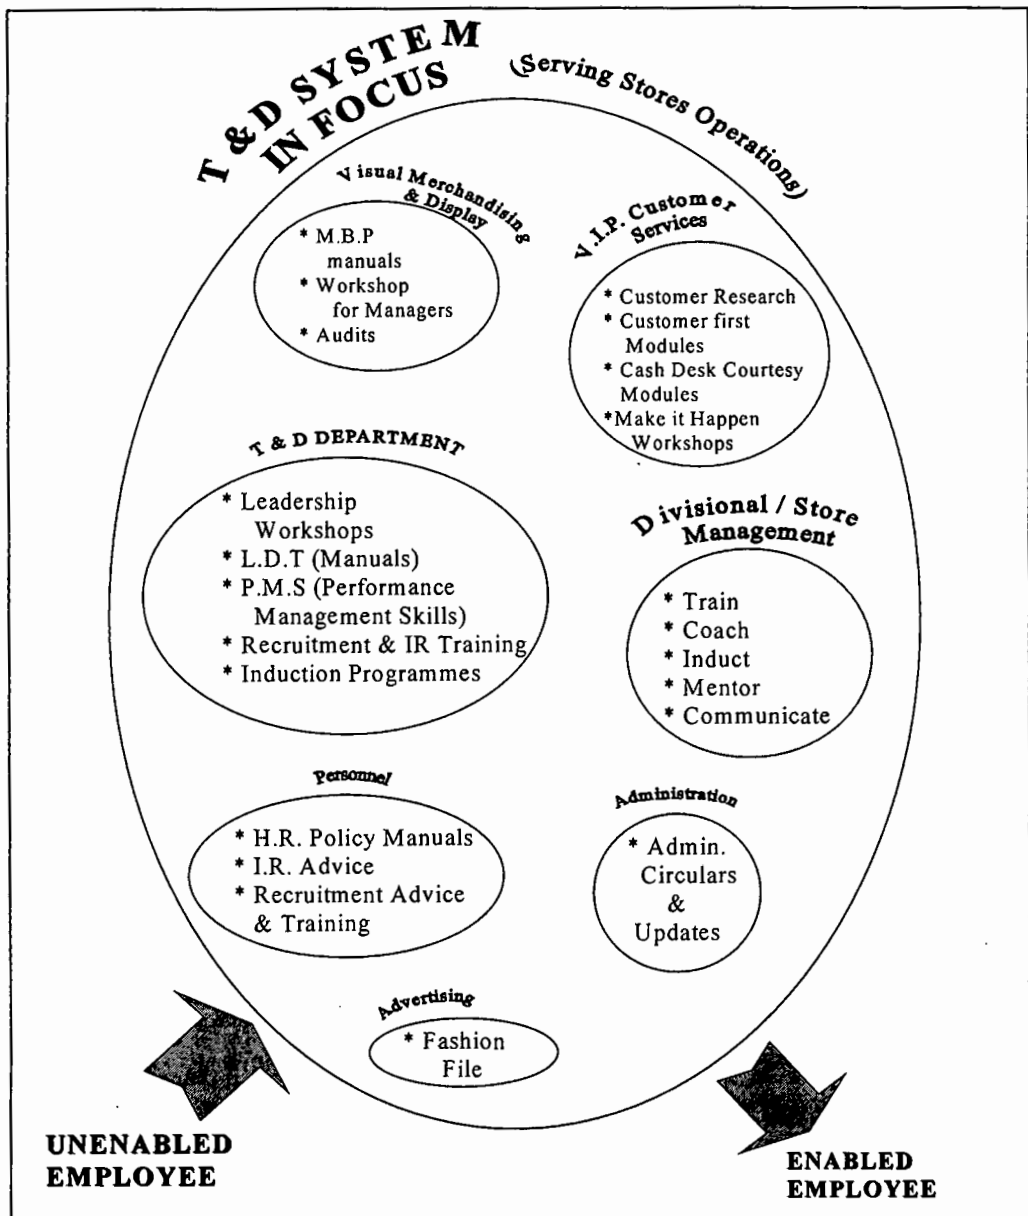 T & D SYSTEM
IN FOCUS
(Serving Stores Operations)
Visual Merchandising
& Display
* M.B.P
manuals
* Workshop
for Managers
* Audits
V.I.P. Customer
Services
* Customer Research
* Customer first
Modules
* Cash Desk Courtesy
Modules
*Make it Happen
Workshops
T & D DEPARTMENT
* Leadership
Workshops
* L.D.T (Manuals)
* P.M.S (Performance
Management Skills)
* Recruitment & IR Training
* Induction Programmes
Divisional / Store
Management
* Train
* Coach
* Induct
* Mentor
* Communicate
Personnel
* H.R. Policy Manuals
* I.R. Advice
* Recruitment Advice
& Training
Administration
* Admin.
Circulars
&
Updates
Advertising
* Fashion
File
UNENABLED
EMPLOYEE
ENABLED
EMPLOYEE